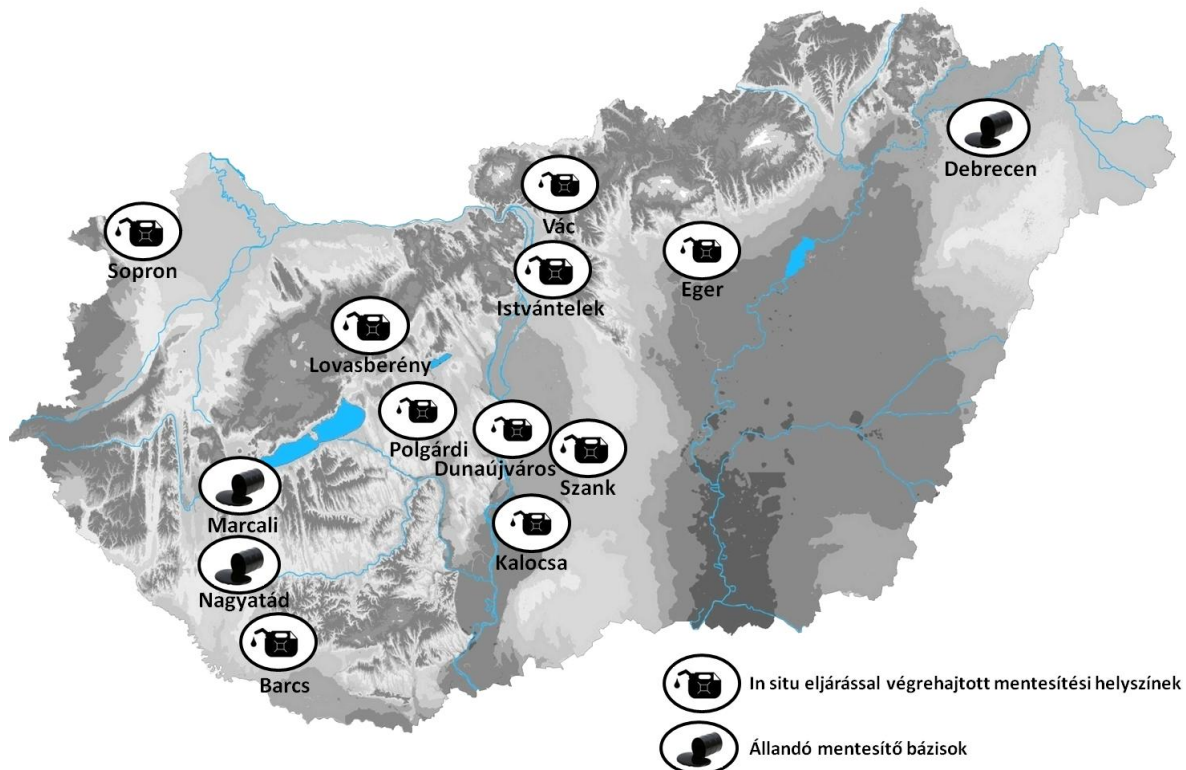 Debrecen
Vác
Sopron
Istvántelek
Eger
Lovasberény
Polgárdi
Dunaújváros
Szank
Marcali
Kalocsa
Nagyatád
Barcs
In situ eljárással végrehajtott mentesítési helyszínek
Állandó mentesítő bázisok